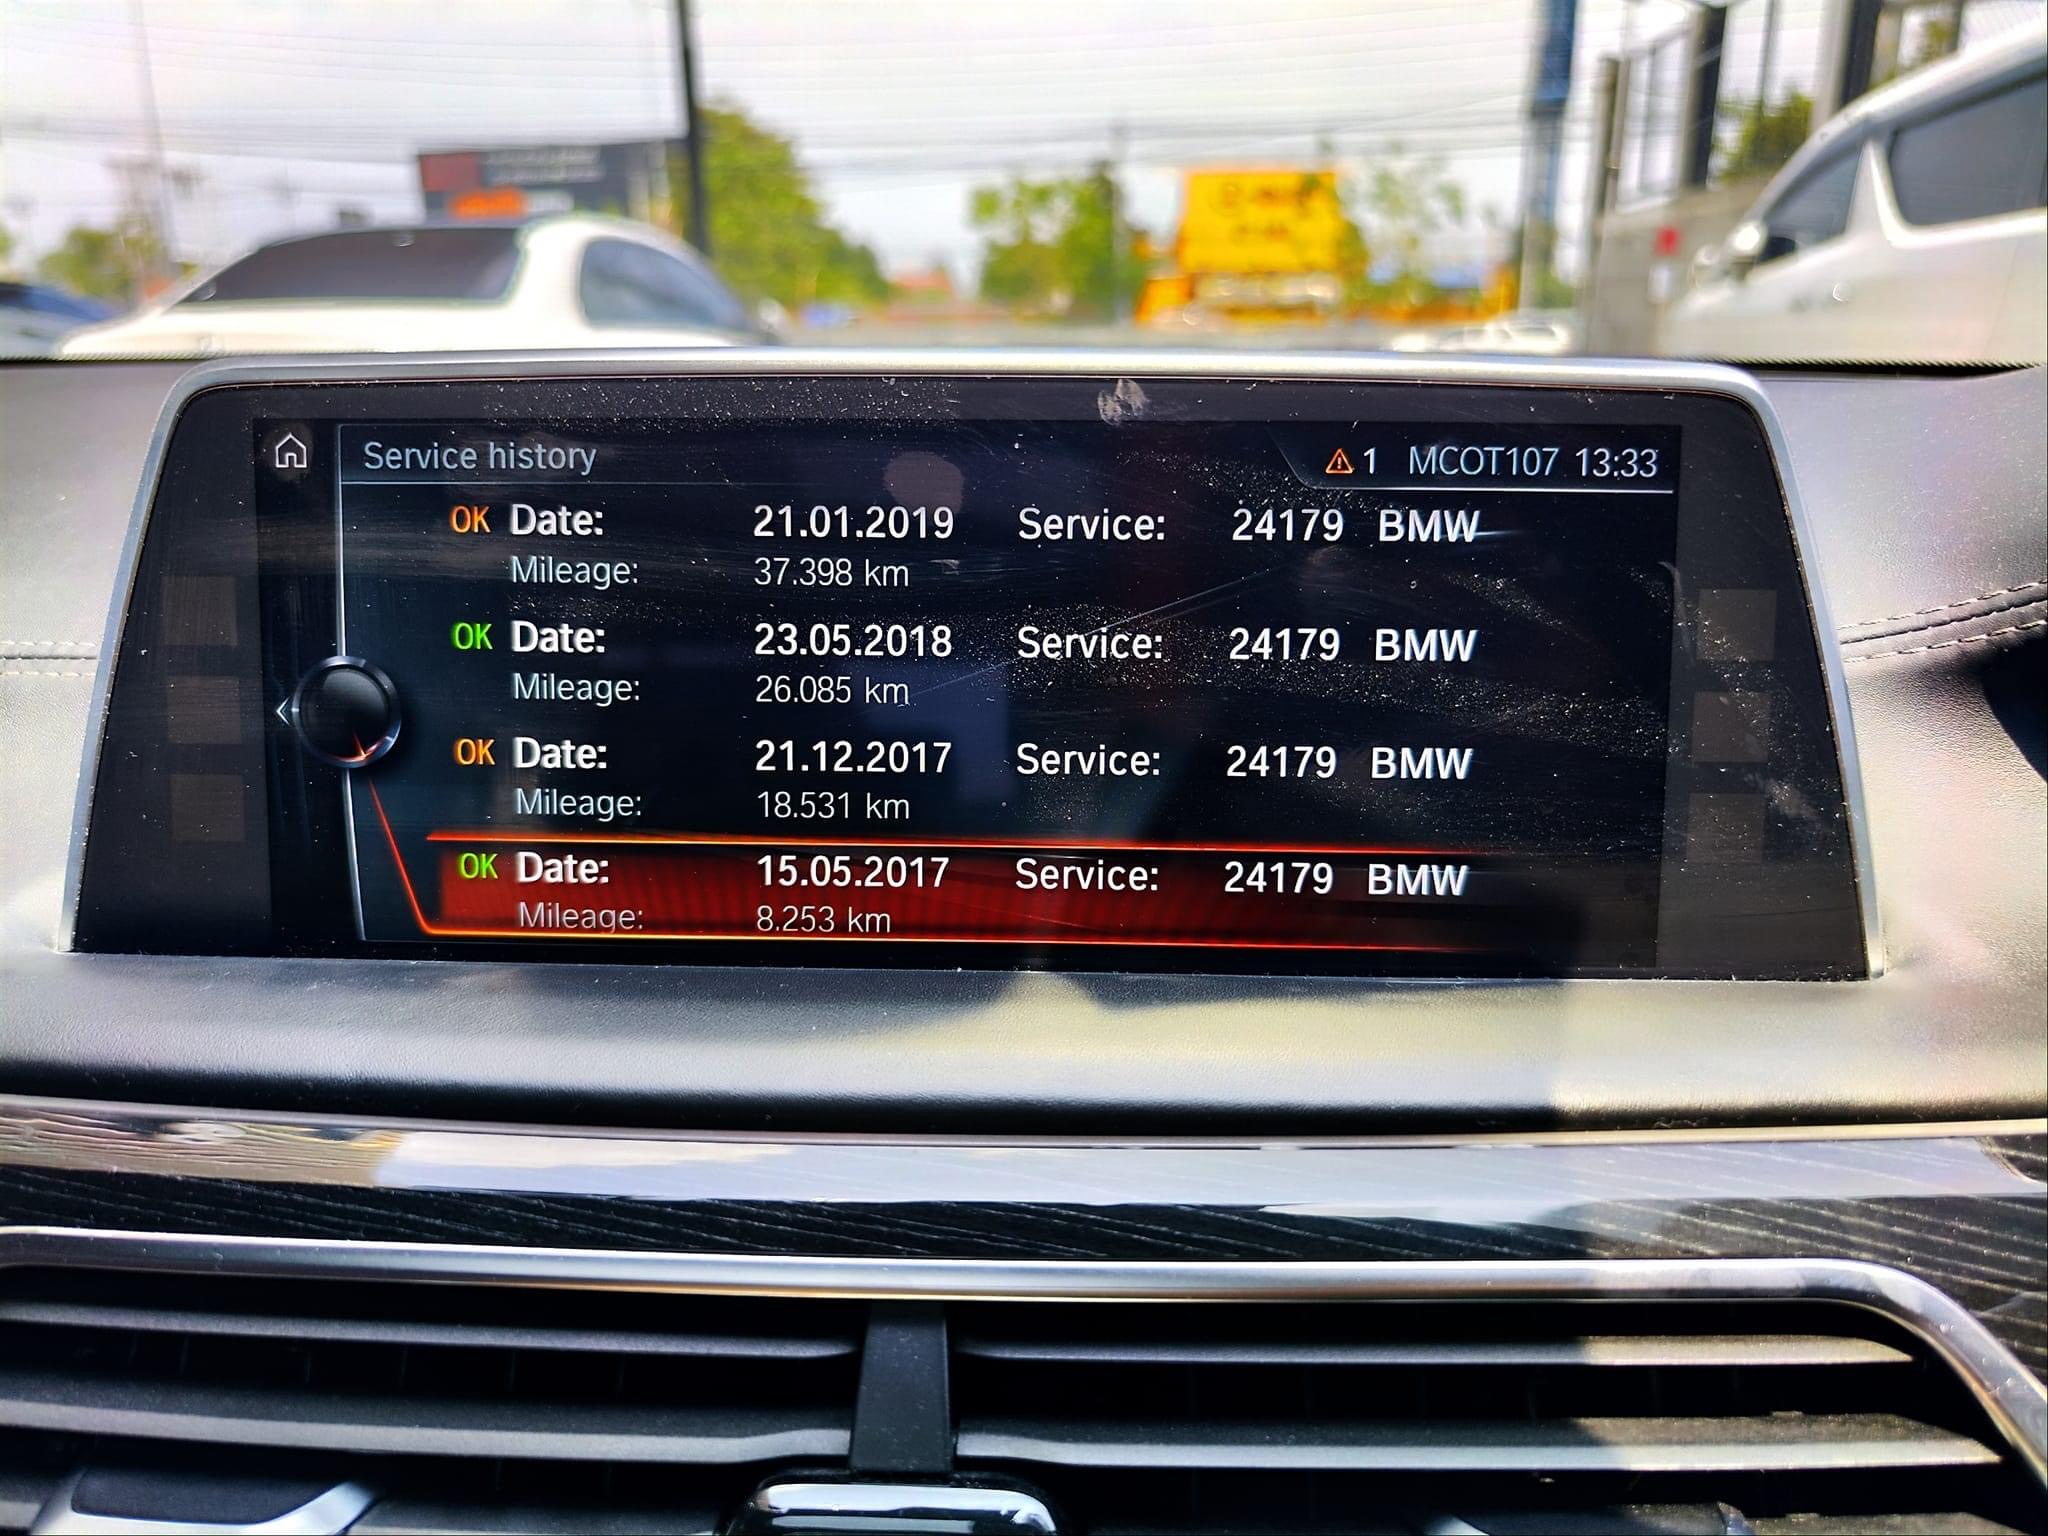 Service history
1 MCOT107 13:33
OK Date: 21.01.2019 Service: 24179 BMW
Mileage: 37.398 km
OK Date: 23.05.2018 Service: 24179 BMW
Mileage: 26.085 km
OK Date: 21.12.2017 Service: 24179 BMW
Mileage: 18.531 km
OK Date: 15.05.2017 Service: 24179 BMW
Mileage: 8.253 km